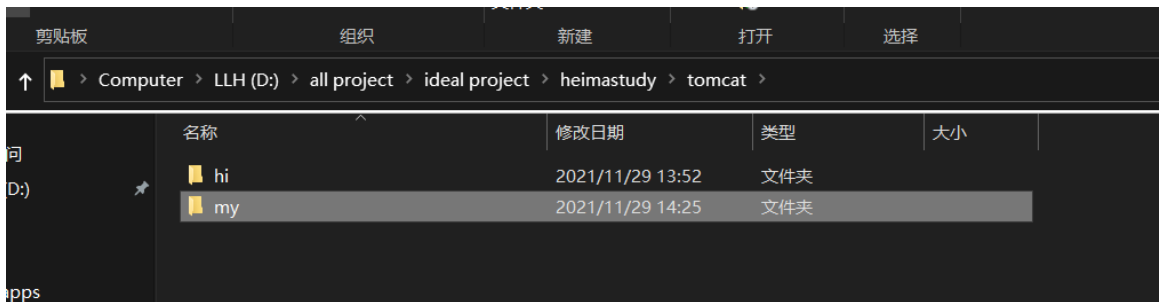 剪贴板 组织 新建 打开 选择
Computer LLH (D:) all project ideal project heimastudy tomcat
名称 修改日期 类型 大小
问
(D:)
hi 2021/11/29 13:52 文件夹
my 2021/11/29 14:25 文件夹
apps